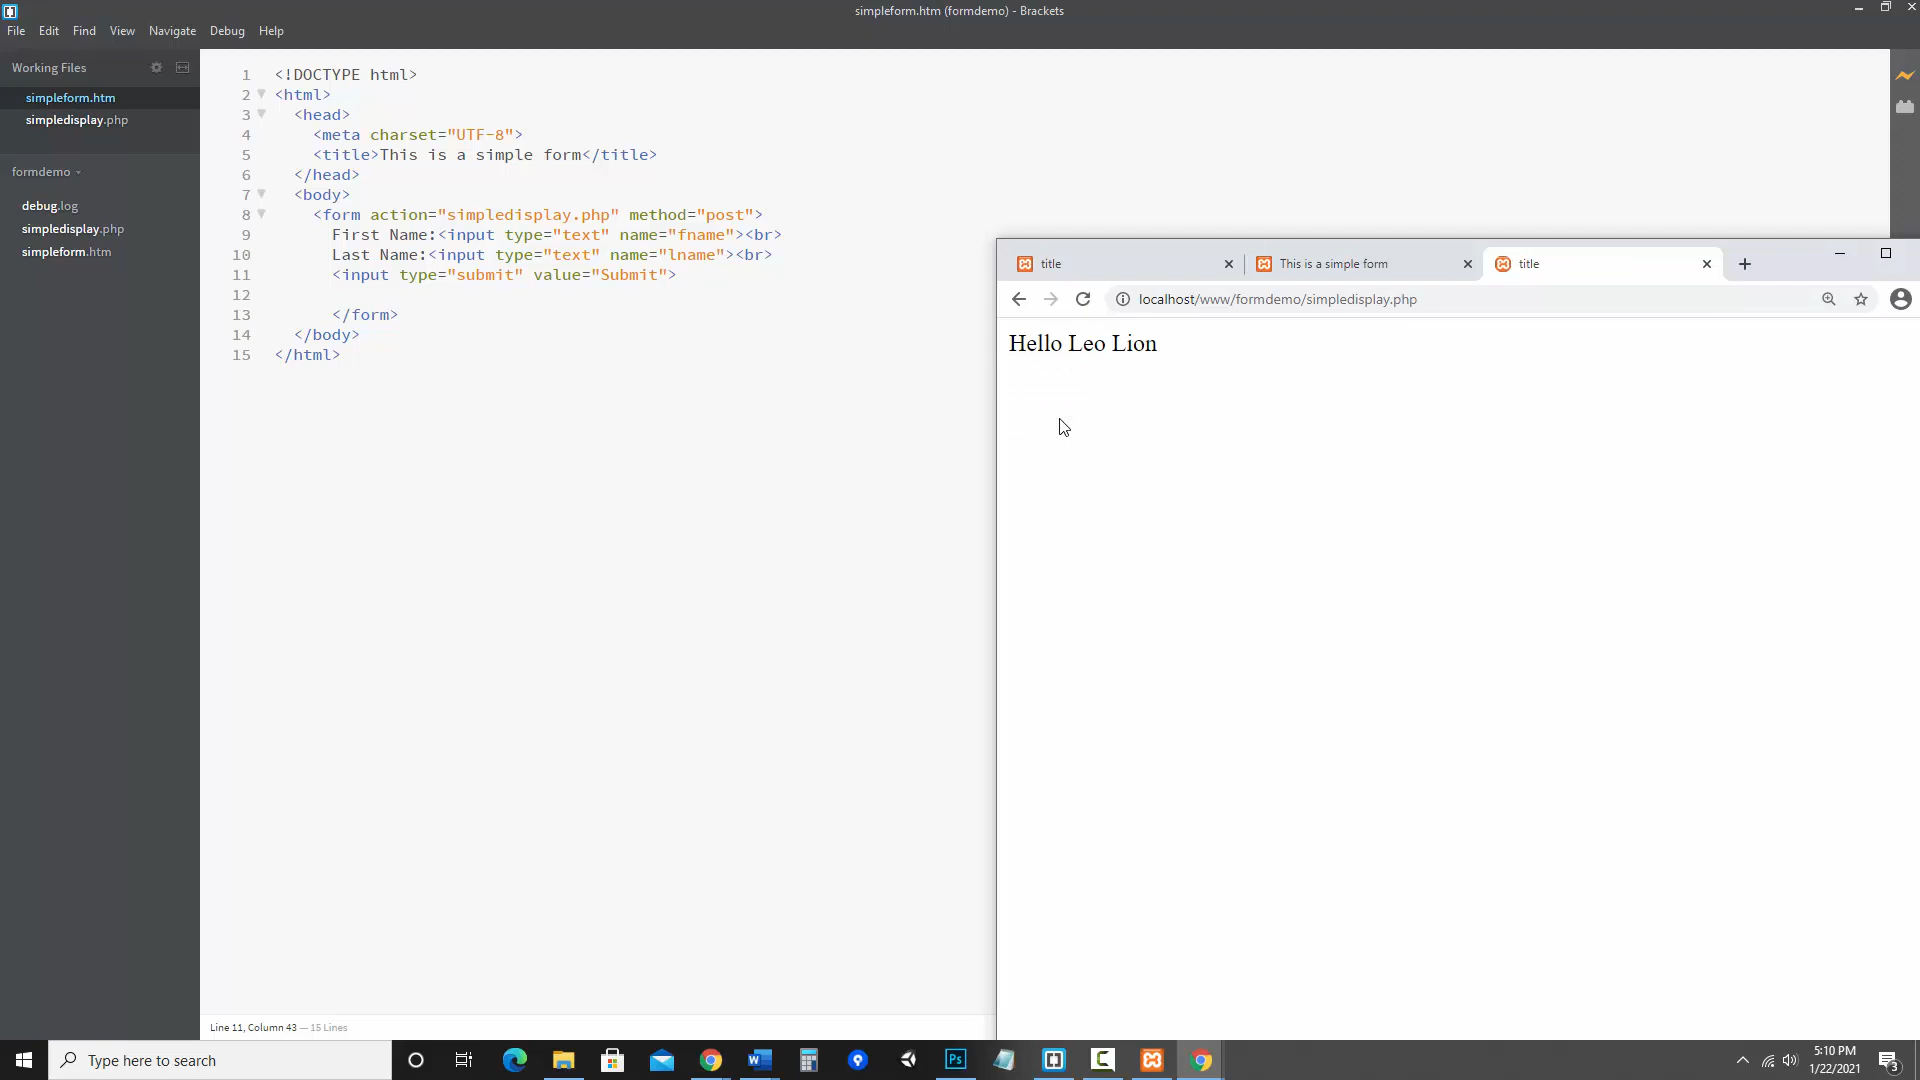 simpleform.htm (formdemo) - Brackets
File Edit Find View Navigate Debug Help
Working Files
simpleform.htm
simpledisplay.php
formdemo
debug.log
simpledisplay.php
simpleform.htm
1 <!DOCTYPE html>
2 <html>
3 <head>
4 <meta charset="UTF-8">
5 <title>This is a simple form</title>
6 </head>
7 <body>
8 <form action="simpledisplay.php" method="post">
9 First Name:<input type="text" name="fname"><br>
10 Last Name:<input type="text" name="lname"><br>
11 <input type="submit" value="Submit">
12
13 </form>
14 </body>
15 </html>
title This is a simple form title
localhost/www/formdemo/simpledisplay.php
Hello Leo Lion
Line 11, Column 43 — 15 Lines
Type here to search
W
Ps
C
5:10 PM
1/22/2021
3